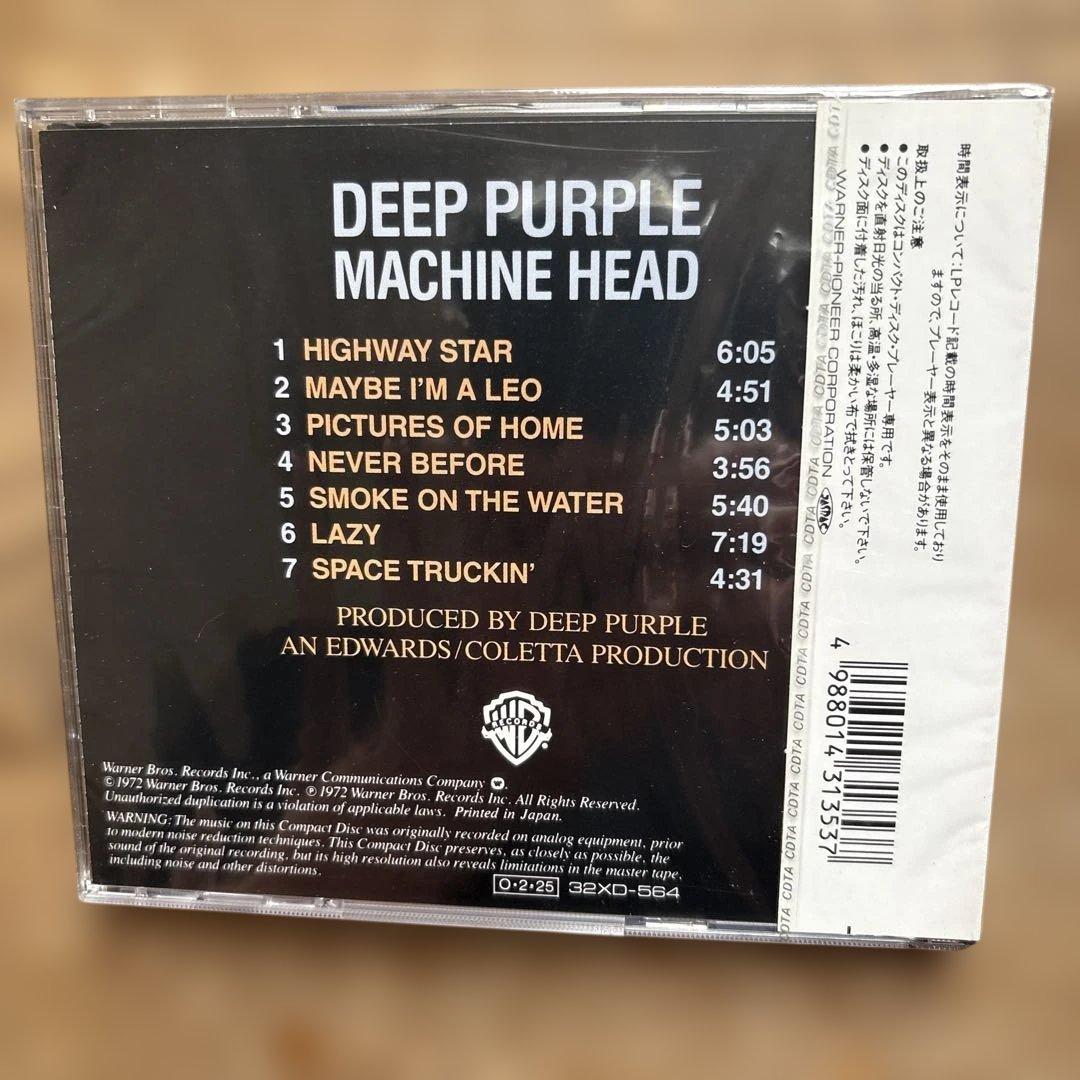 DEEP PURPLE
MACHINE HEAD
1 HIGHWAY STAR 6:05
2 MAYBE I'M A LEO 4:51
3 PICTURES OF HOME 5:03
4 NEVER BEFORE 3:56
5 SMOKE ON THE WATER 5:40
6 LAZY 7:19
7 SPACE TRUCKIN' 4:31
PRODUCED BY DEEP PURPLE
AN EDWARDS/COLETTA PRODUCTION
WB
RECORDS
Warner Bros. Records Inc., a Warner Communications Company
© 1972 Warner Bros. Records Inc. ℗ 1972 Warner Bros. Records Inc. All Rights Reserved.
Unauthorized duplication is a violation of applicable laws. Printed in Japan.
WARNING: The music on this Compact Disc was originally recorded on analog equipment, prior
to modern noise reduction techniques. This Compact Disc preserves, as closely as possible, the
sound of the original recording, but its high resolution also reveals limitations in the master tape,
including noise and other distortions.
O・2・25 32XD-564
時間表示について:LPレコード記載の時間表示をそのまま使用しており
ますので、プレーヤー表示と異なる場合があります。
取扱上のご注意
●このディスクはコンパクト・ディスク・プレーヤー専用です。
●ディスクを直射日光の当る所、高温・多湿な場所には保管しないで下さい。
●ディスク面に付着した汚れ、ほこりは柔かい布で拭きとって下さい。
WARNER-PIONEER CORPORATION
CDTA CDTA CDTA CDTA CDTA CDTA CDTA CDTA CDTA CDTA CDTA CDTA
4 988014 313537